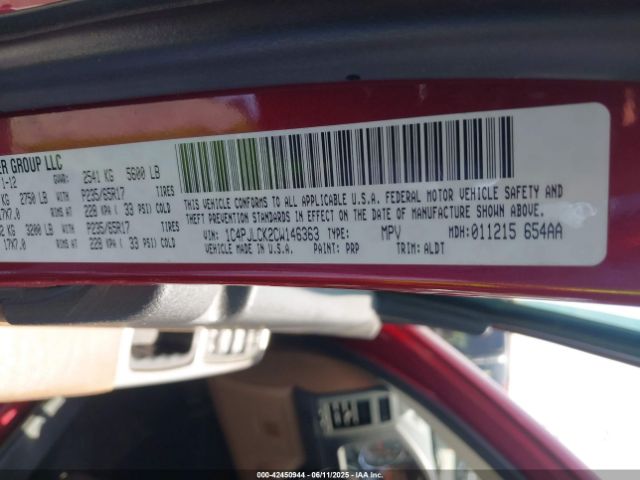 ER GROUP LLC
1-12 GVWR: 2541 KG 5600 LB
KG 2750 LB P235/65R17 TIRES
17X7.0 RIMS AT 228 KPA ( 33 PSI) COLD
KG 3200 LB P235/65R17 TIRES
17X7.0 RIMS AT 228 KPA ( 33 PSI) COLD
THIS VEHICLE CONFORMS TO ALL APPLICABLE U.S.A. FEDERAL MOTOR VEHICLE SAFETY AND
THEFT PREVENTION STANDARDS IN EFFECT ON THE DATE OF MANUFACTURE SHOWN ABOVE.
VIN: 1C4PJLCK2CW146363 TYPE: MPV MDH: 011215 654AA
VEHICLE MADE IN U.S.A. PAINT: PRP TRIM: ALDT
000-42450944 - 06/11/2025 - IAAI.COM